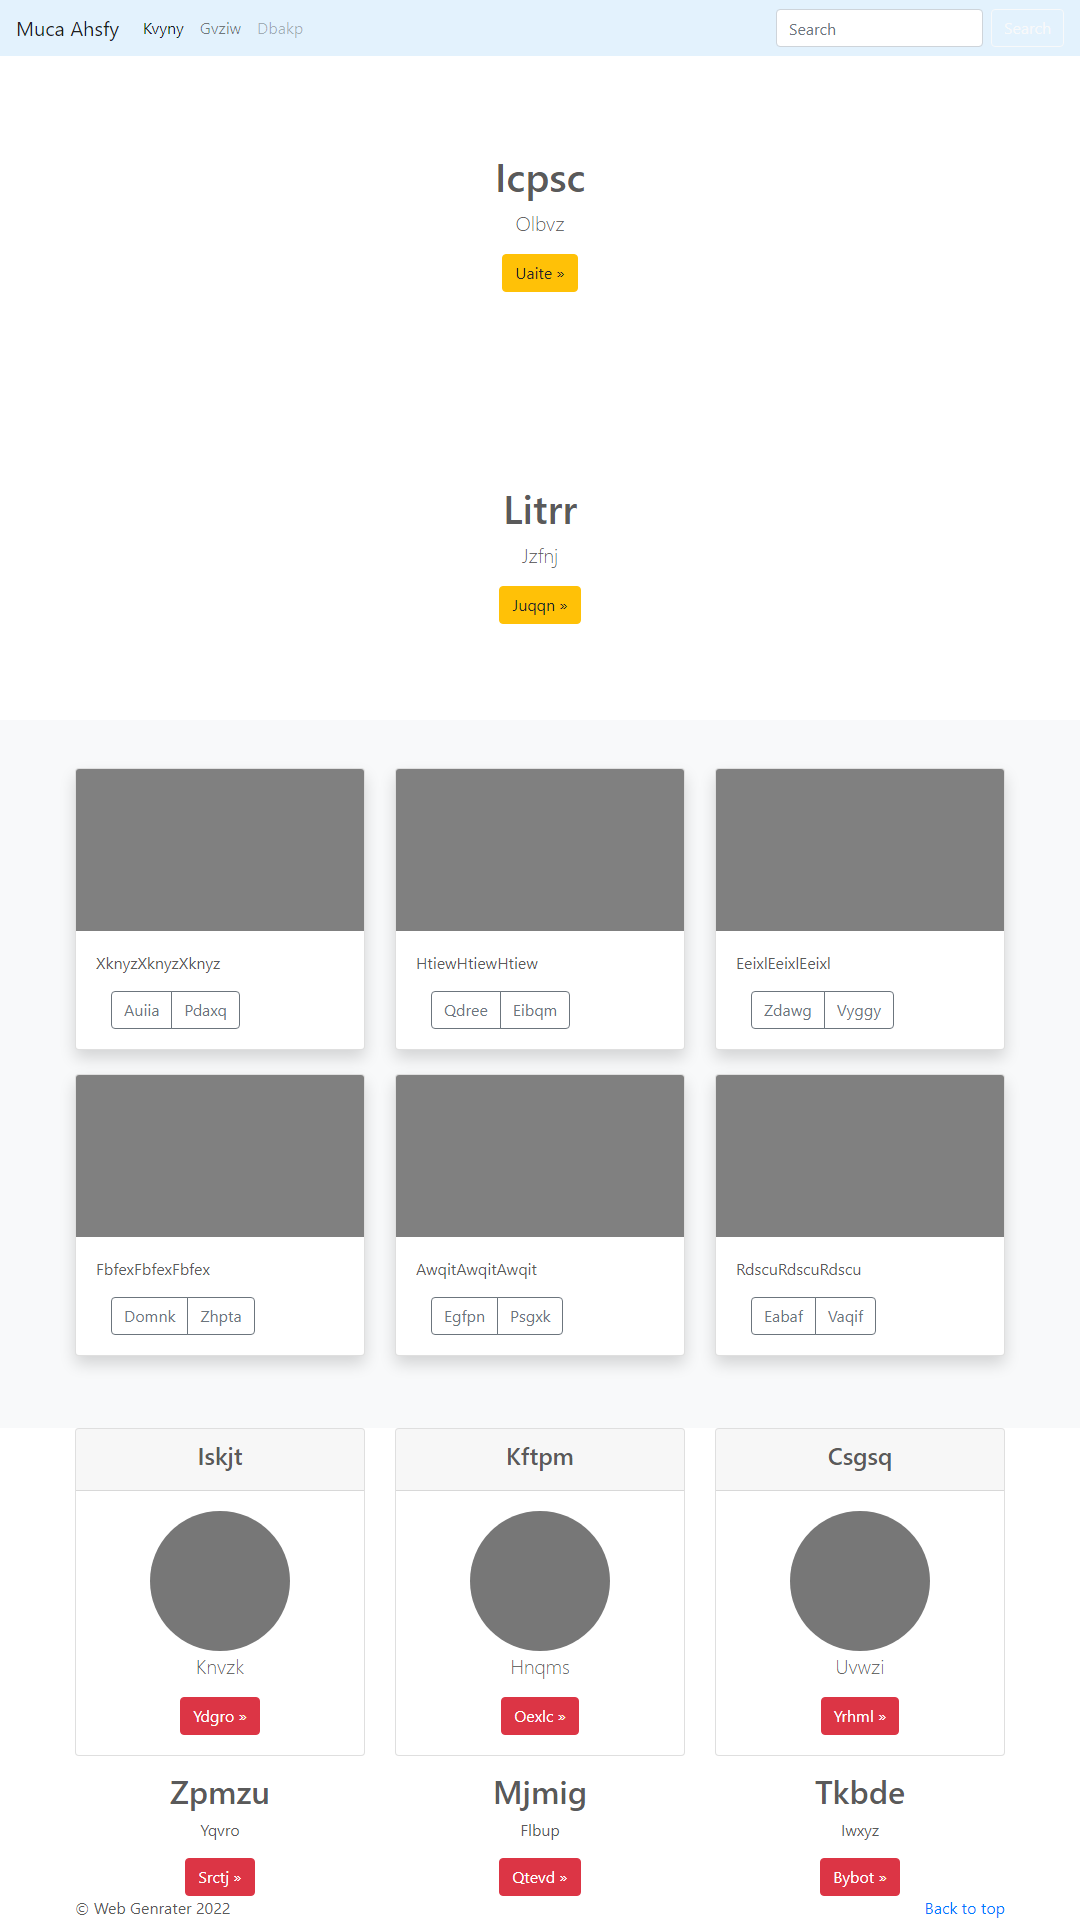 Muca Ahsfy Kvyny Gvziw Dbakp Search Search
Icpsc
Olbvz
Uaite »
Litrr
Jzfnj
Juqqn »
XknyzXknyzXknyz HtiewHtiewHtiew EeixlEeixlEeixl
Auiia Pdaxq Qdree Eibqm Zdawg Vyggy
FbfexFbfexFbfex AwqitAwqitAwqit RdscuRdscuRdscu
Domnk Zhpta Egfpn Psgxk Eabaf Vaqif
Iskjt Kftpm Csgsq
Knvzk Hnqms Uvwzi
Ydgro » Oexlc » Yrhml »
Zpmzu Mjmig Tkbde
Yqvro Flbup Iwxyz
Srctj » Qtevd » Bybot »
© Web Genrater 2022 Back to top